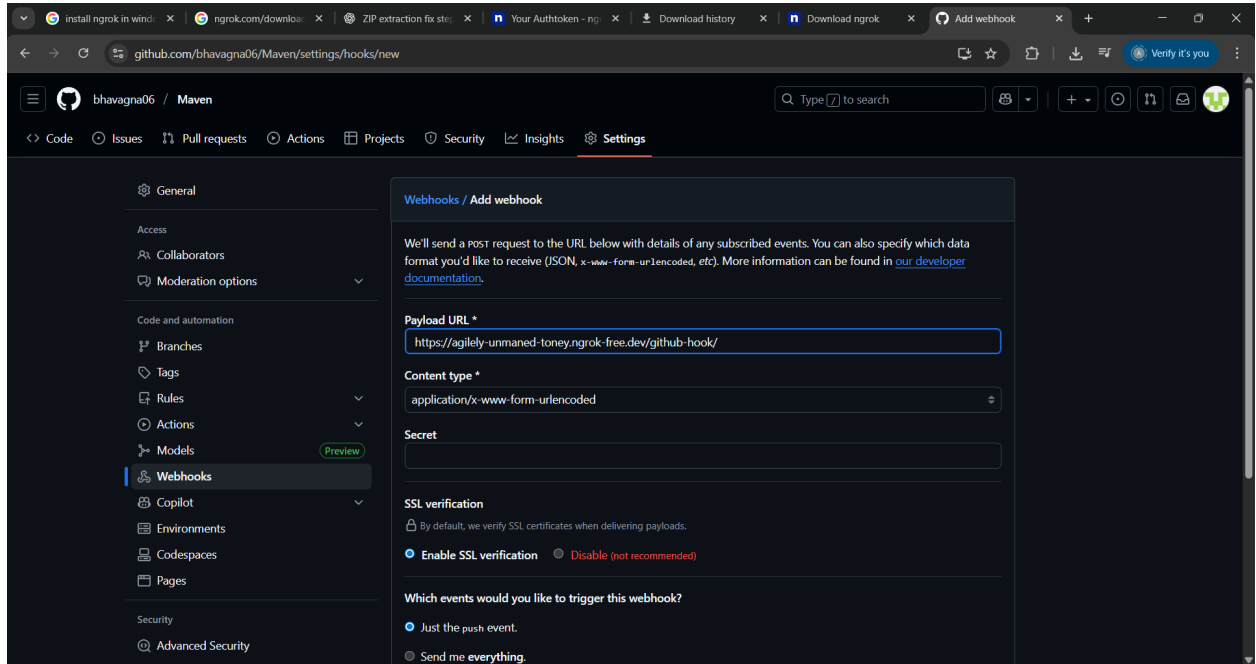 install ngrok in windo
ngrok.com/download
ZIP extraction fix step
Your Authtoken - ng
Download history
Download ngrok
Add webhook
github.com/bhavagna06/Maven/settings/hooks/new
Verify it's you
bhavagna06 / Maven
Type / to search
Code Issues Pull requests Actions Projects Security Insights Settings
General
Access
Collaborators
Moderation options
Code and automation
Branches
Tags
Rules
Actions
Models Preview
Webhooks
Copilot
Environments
Codespaces
Pages
Security
Advanced Security
Webhooks / Add webhook
We'll send a POST request to the URL below with details of any subscribed events. You can also specify which data
format you'd like to receive (JSON, x-www-form-urlencoded, etc). More information can be found in our developer
documentation.
Payload URL *
https://agilely-unmaned-toney.ngrok-free.dev/github-hook/
Content type *
application/x-www-form-urlencoded
Secret
SSL verification
By default, we verify SSL certificates when delivering payloads.
Enable SSL verification Disable (not recommended)
Which events would you like to trigger this webhook?
Just the push event.
Send me everything.